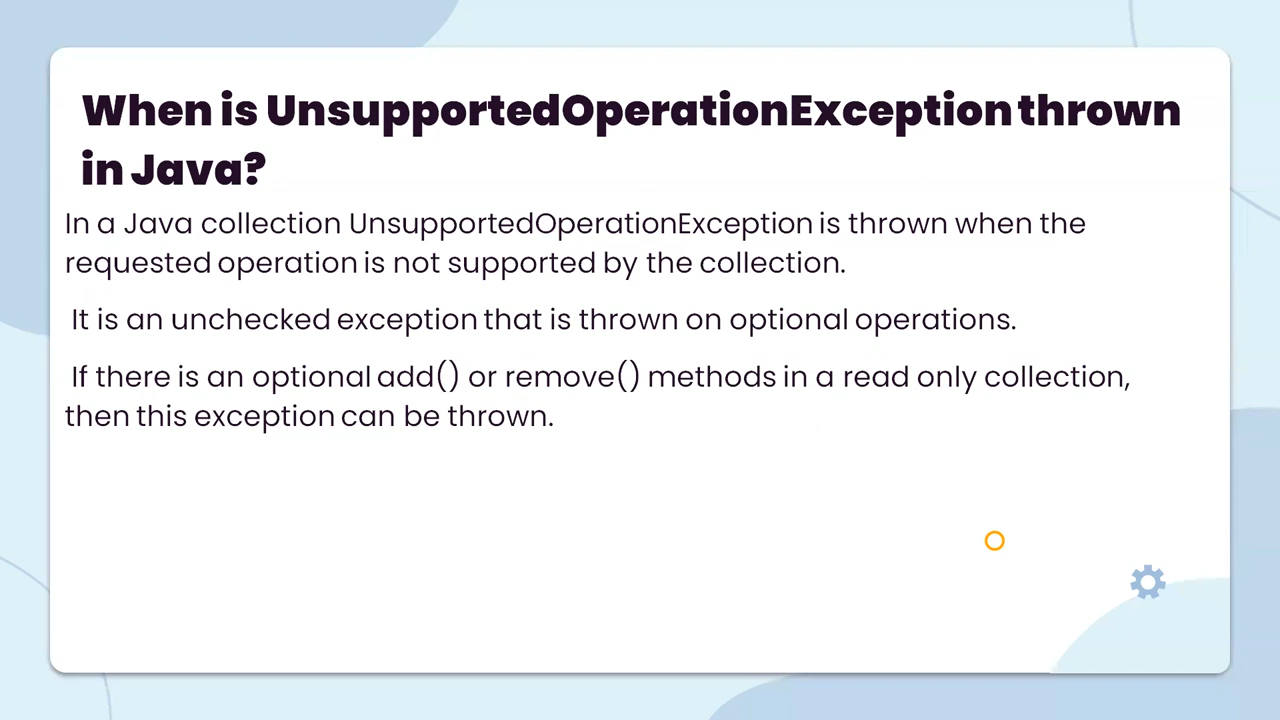 When is UnsupportedOperationException thrown
in Java?
In a Java collection UnsupportedOperationException is thrown when the
requested operation is not supported by the collection.
It is an unchecked exception that is thrown on optional operations.
If there is an optional add() or remove() methods in a read only collection,
then this exception can be thrown.